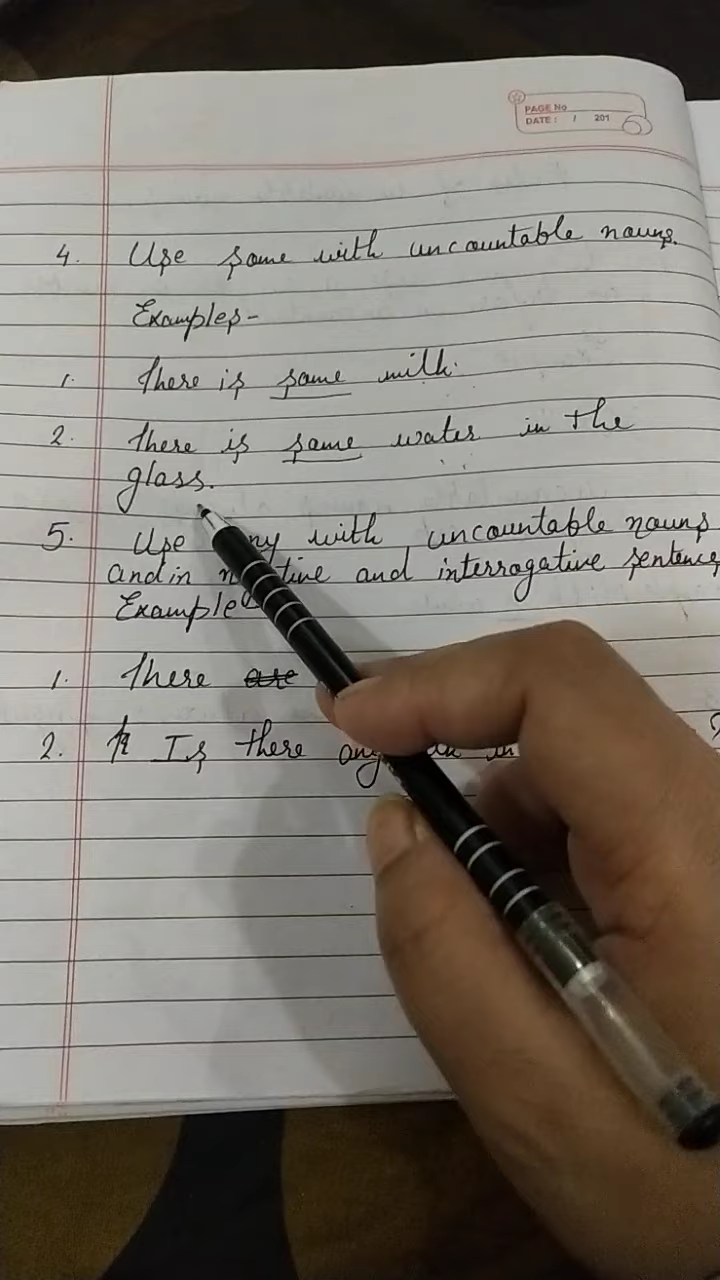 PAGE No
DATE : / 201
4. Use some with uncountable nouns.
Examples-
1. There is some milk.
2. There is some water in the
glass.
5. Use with uncountable nouns
and in and interrogative sentence
Example
1. There are
2. Is there in ?